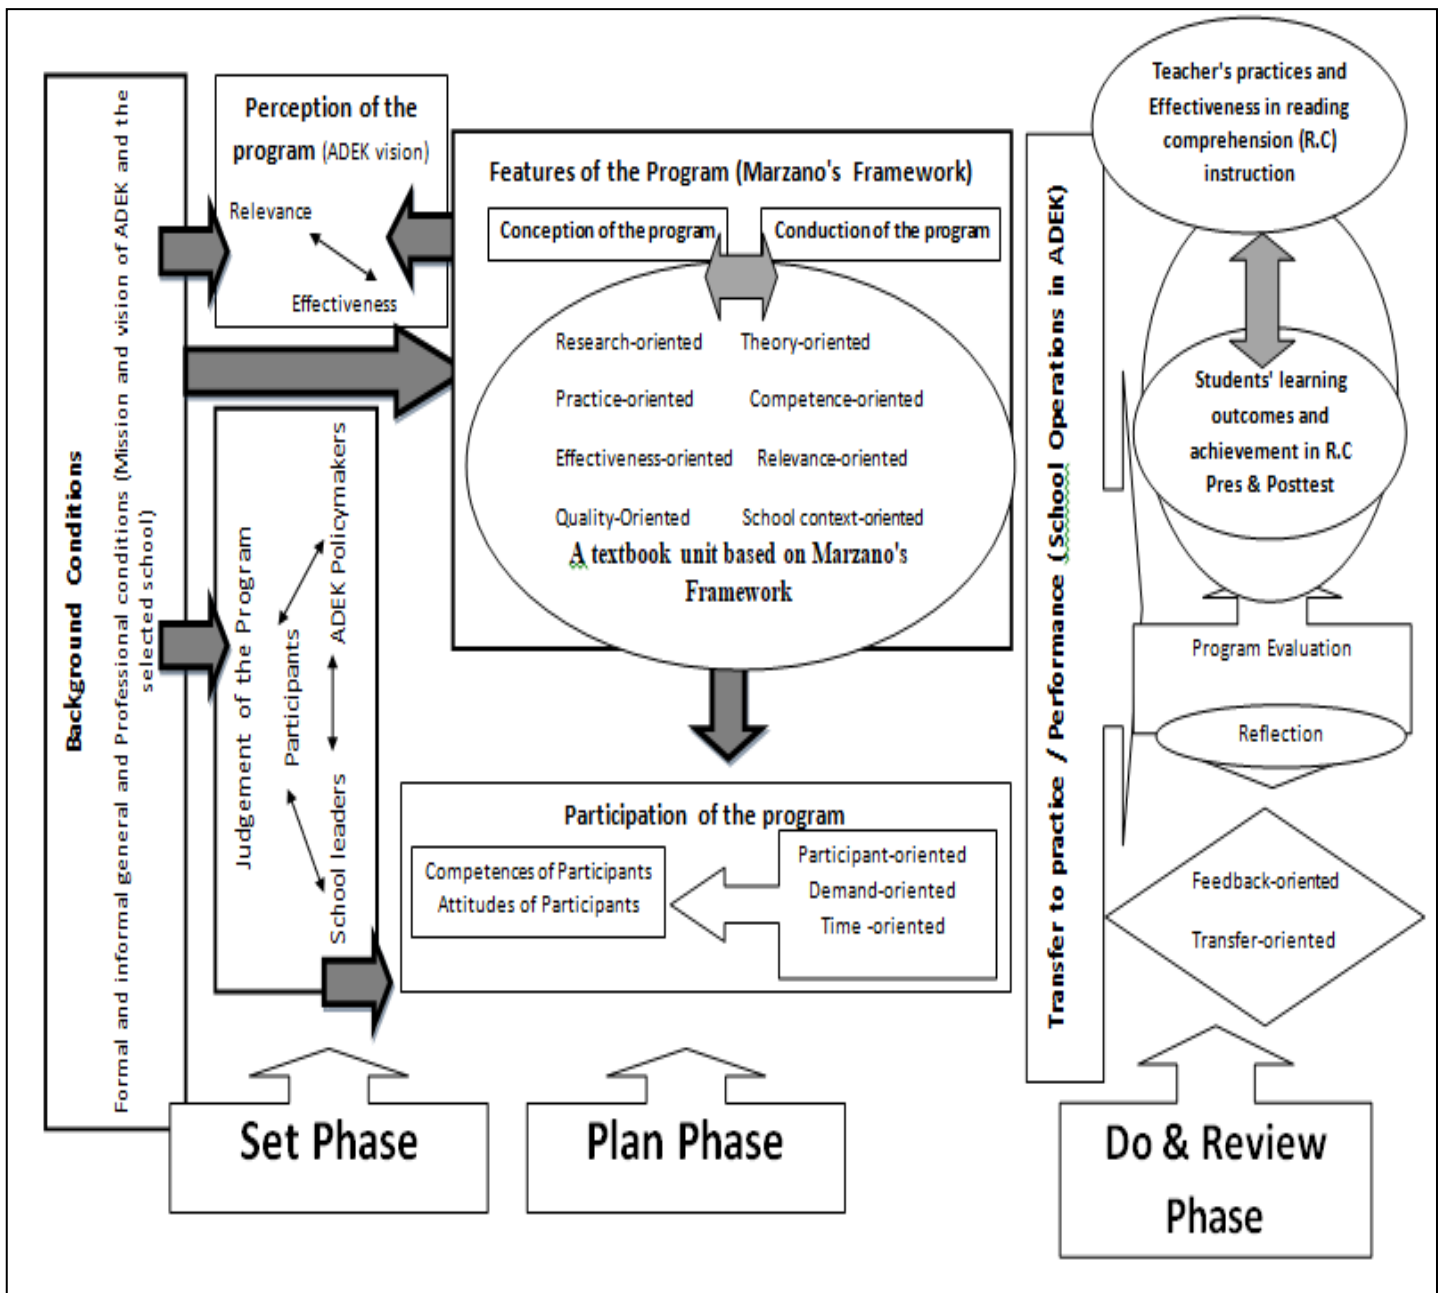 Background Conditions
Formal and informal general and Professional conditions (Mission and vision of ADEK and the
selected school)
Perception of the
program (ADEK vision)
Relevance
Effectiveness
Judgement of the Program
Participants
ADEK Policymakers
School leaders
Features of the Program (Marzano's Framework)
Conception of the program
Conduction of the program
Research-oriented
Theory-oriented
Practice-oriented
Competence-oriented
Effectiveness-oriented
Relevance-oriented
Quality-Oriented
School context-oriented
A textbook unit based on Marzano's
Framework
Participation of the program
Competences of Participants
Attitudes of Participants
Participant-oriented
Demand-oriented
Time -oriented
Transfer to practice / Performance (School Operations in ADEK)
Teacher's practices and
Effectiveness in reading
comprehension (R.C)
instruction
Students' learning
outcomes and
achievement in R.C
Pres & Posttest
Program Evaluation
Reflection
Feedback-oriented
Transfer-oriented
Set Phase
Plan Phase
Do & Review
Phase